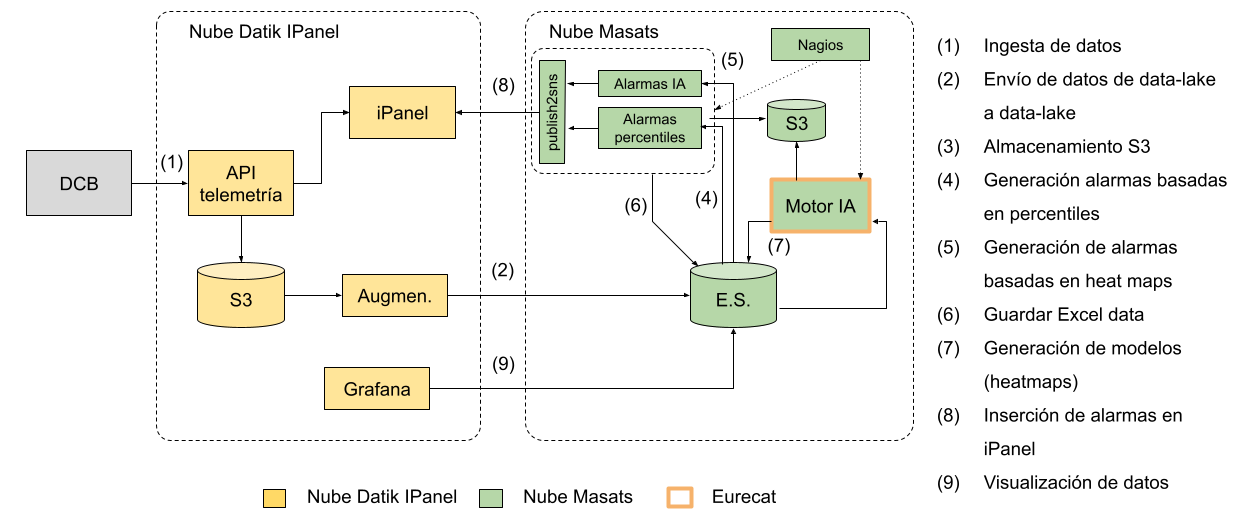 Nube Datik IPanel
Nube Masats
Nagios
(5)
(8)
publish2sns
Alarmas IA
Alarmas
percentiles
iPanel
S3
DCB
(1)
API
telemetría
Motor IA
(6)
(4)
(7)
S3
Augmen.
(2)
E.S.
Grafana
(9)
(1) Ingesta de datos
(2) Envío de datos de data-lake
a data-lake
(3) Almacenamiento S3
(4) Generación alarmas basadas
en percentiles
(5) Generación de alarmas
basadas en heat maps
(6) Guardar Excel data
(7) Generación de modelos
(heatmaps)
(8) Inserción de alarmas en
iPanel
(9) Visualización de datos
Nube Datik IPanel
Nube Masats
Eurecat